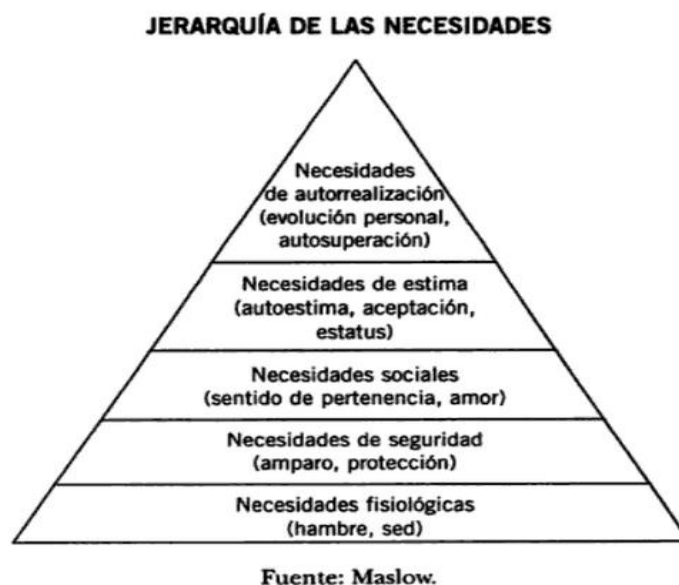 JERARQUÍA DE LAS NECESIDADES
Necesidades
de autorrealización
(evolución personal,
autosuperación)
Necesidades de estima
(autoestima, aceptación,
estatus)
Necesidades sociales
(sentido de pertenencia, amor)
Necesidades de seguridad
(amparo, protección)
Necesidades fisiológicas
(hambre, sed)
Fuente: Maslow.